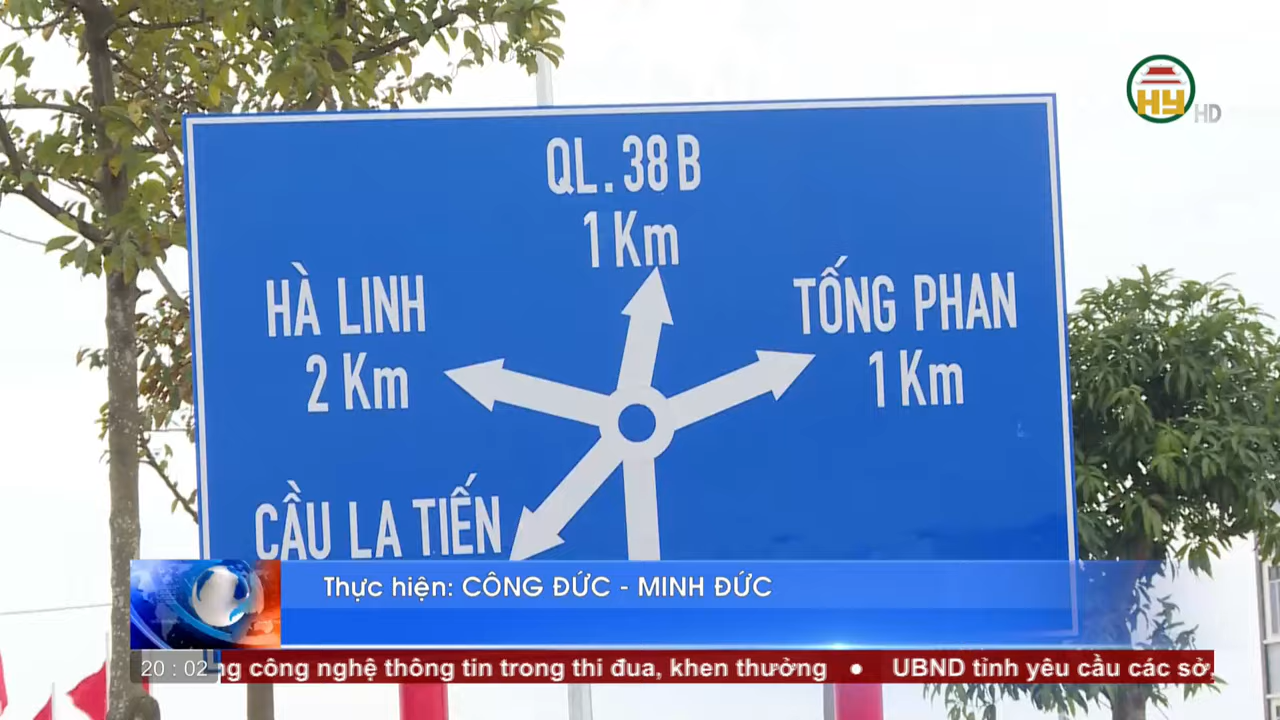 HY HD
QL. 38 B
1 Km
HÀ LINH
2 Km
TỐNG PHAN
1 Km
CẦU LA TIẾN
Thực hiện: CÔNG ĐỨC - MINH ĐỨC
20 : 02
công nghệ thông tin trong thi đua, khen thưởng • UBND tỉnh yêu cầu các sở,